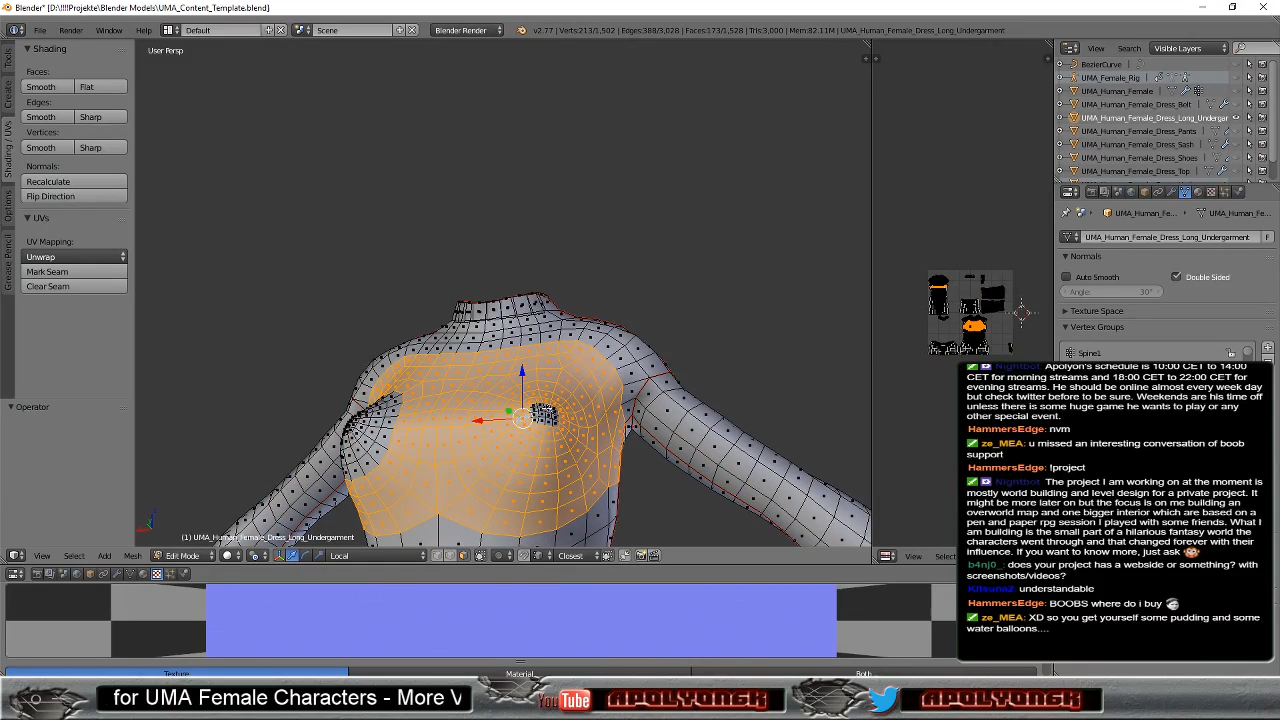 Blender* [D:\!!!!Projekte\Blender Models\UMA_Content_Template.blend]
File Render Window Help Default Scene Blender Render v2.77 | Verts:213/1,502 | Edges:388/3,028 | Faces:173/1,528 | Tris:3,000 | Mem:82.11M | UMA_Human_Female_Dress_Long_Undergarment
Shading
User Persp
View Search Visible Layers
BezierCurve
Faces:
UMA_Female_Rig
Smooth Flat
UMA_Human_Female
Edges:
UMA_Human_Female_Dress_Belt
Smooth Sharp
UMA_Human_Female_Dress_Long_Undergar
Vertices:
UMA_Human_Female_Dress_Pants
Smooth Sharp
UMA_Human_Female_Dress_Sash
UMA_Human_Female_Dress_Shoes
Normals:
UMA_Human_Female_Dress_Top
Recalculate
Flip Direction
UVs
UMA_Human_Fe... UMA_Human_Fe...
UV Mapping:
UMA_Human_Female_Dress_Long_Undergarment F
Unwrap
Normals
Mark Seam
Auto Smooth Double Sided
Clear Seam
Angle: 30°
Texture Space
Vertex Groups
Spine1
Tools
Create
Shading / UVs
Options
Grease Pencil
Operator
(1) UMA_Human_Female_Dress_Long_Undergarment
View Select Add Mesh Edit Mode Local Closest
View Select
Nightbot: Apolyon's schedule is 10:00 CET to 14:00
CET for morning streams and 18:00 CET to 22:00 CET for
evening streams. He should be online almost every week day
but check twitter before to be sure. Weekends are his time off
unless there is some huge game he wants to play or any
other special event.
HammersEdge: nvm
ze_MEA: u missed an interesting conversation of boob
support
HammersEdge: !project
Nightbot: The project I am working on at the moment is
mostly world building and level design for a private project. It
might be more later on but the focus is on me building an
overworld map and one bigger interior which are based on a
pen and paper rpg session I played with some friends. What I
am building is the small part of a hilarious fantasy world the
characters went through and that changed forever with their
influence. If you want to know more, just ask
b4nj0_: does your project has a webside or something? with
screenshots/videos?
understandable
HammersEdge: BOOBS where do i buy
ze_MEA: XD so you get yourself some pudding and some
water balloons....
Texture Material Both
for UMA Female Characters - More
YouTube APOLYONGK APOLYONGK